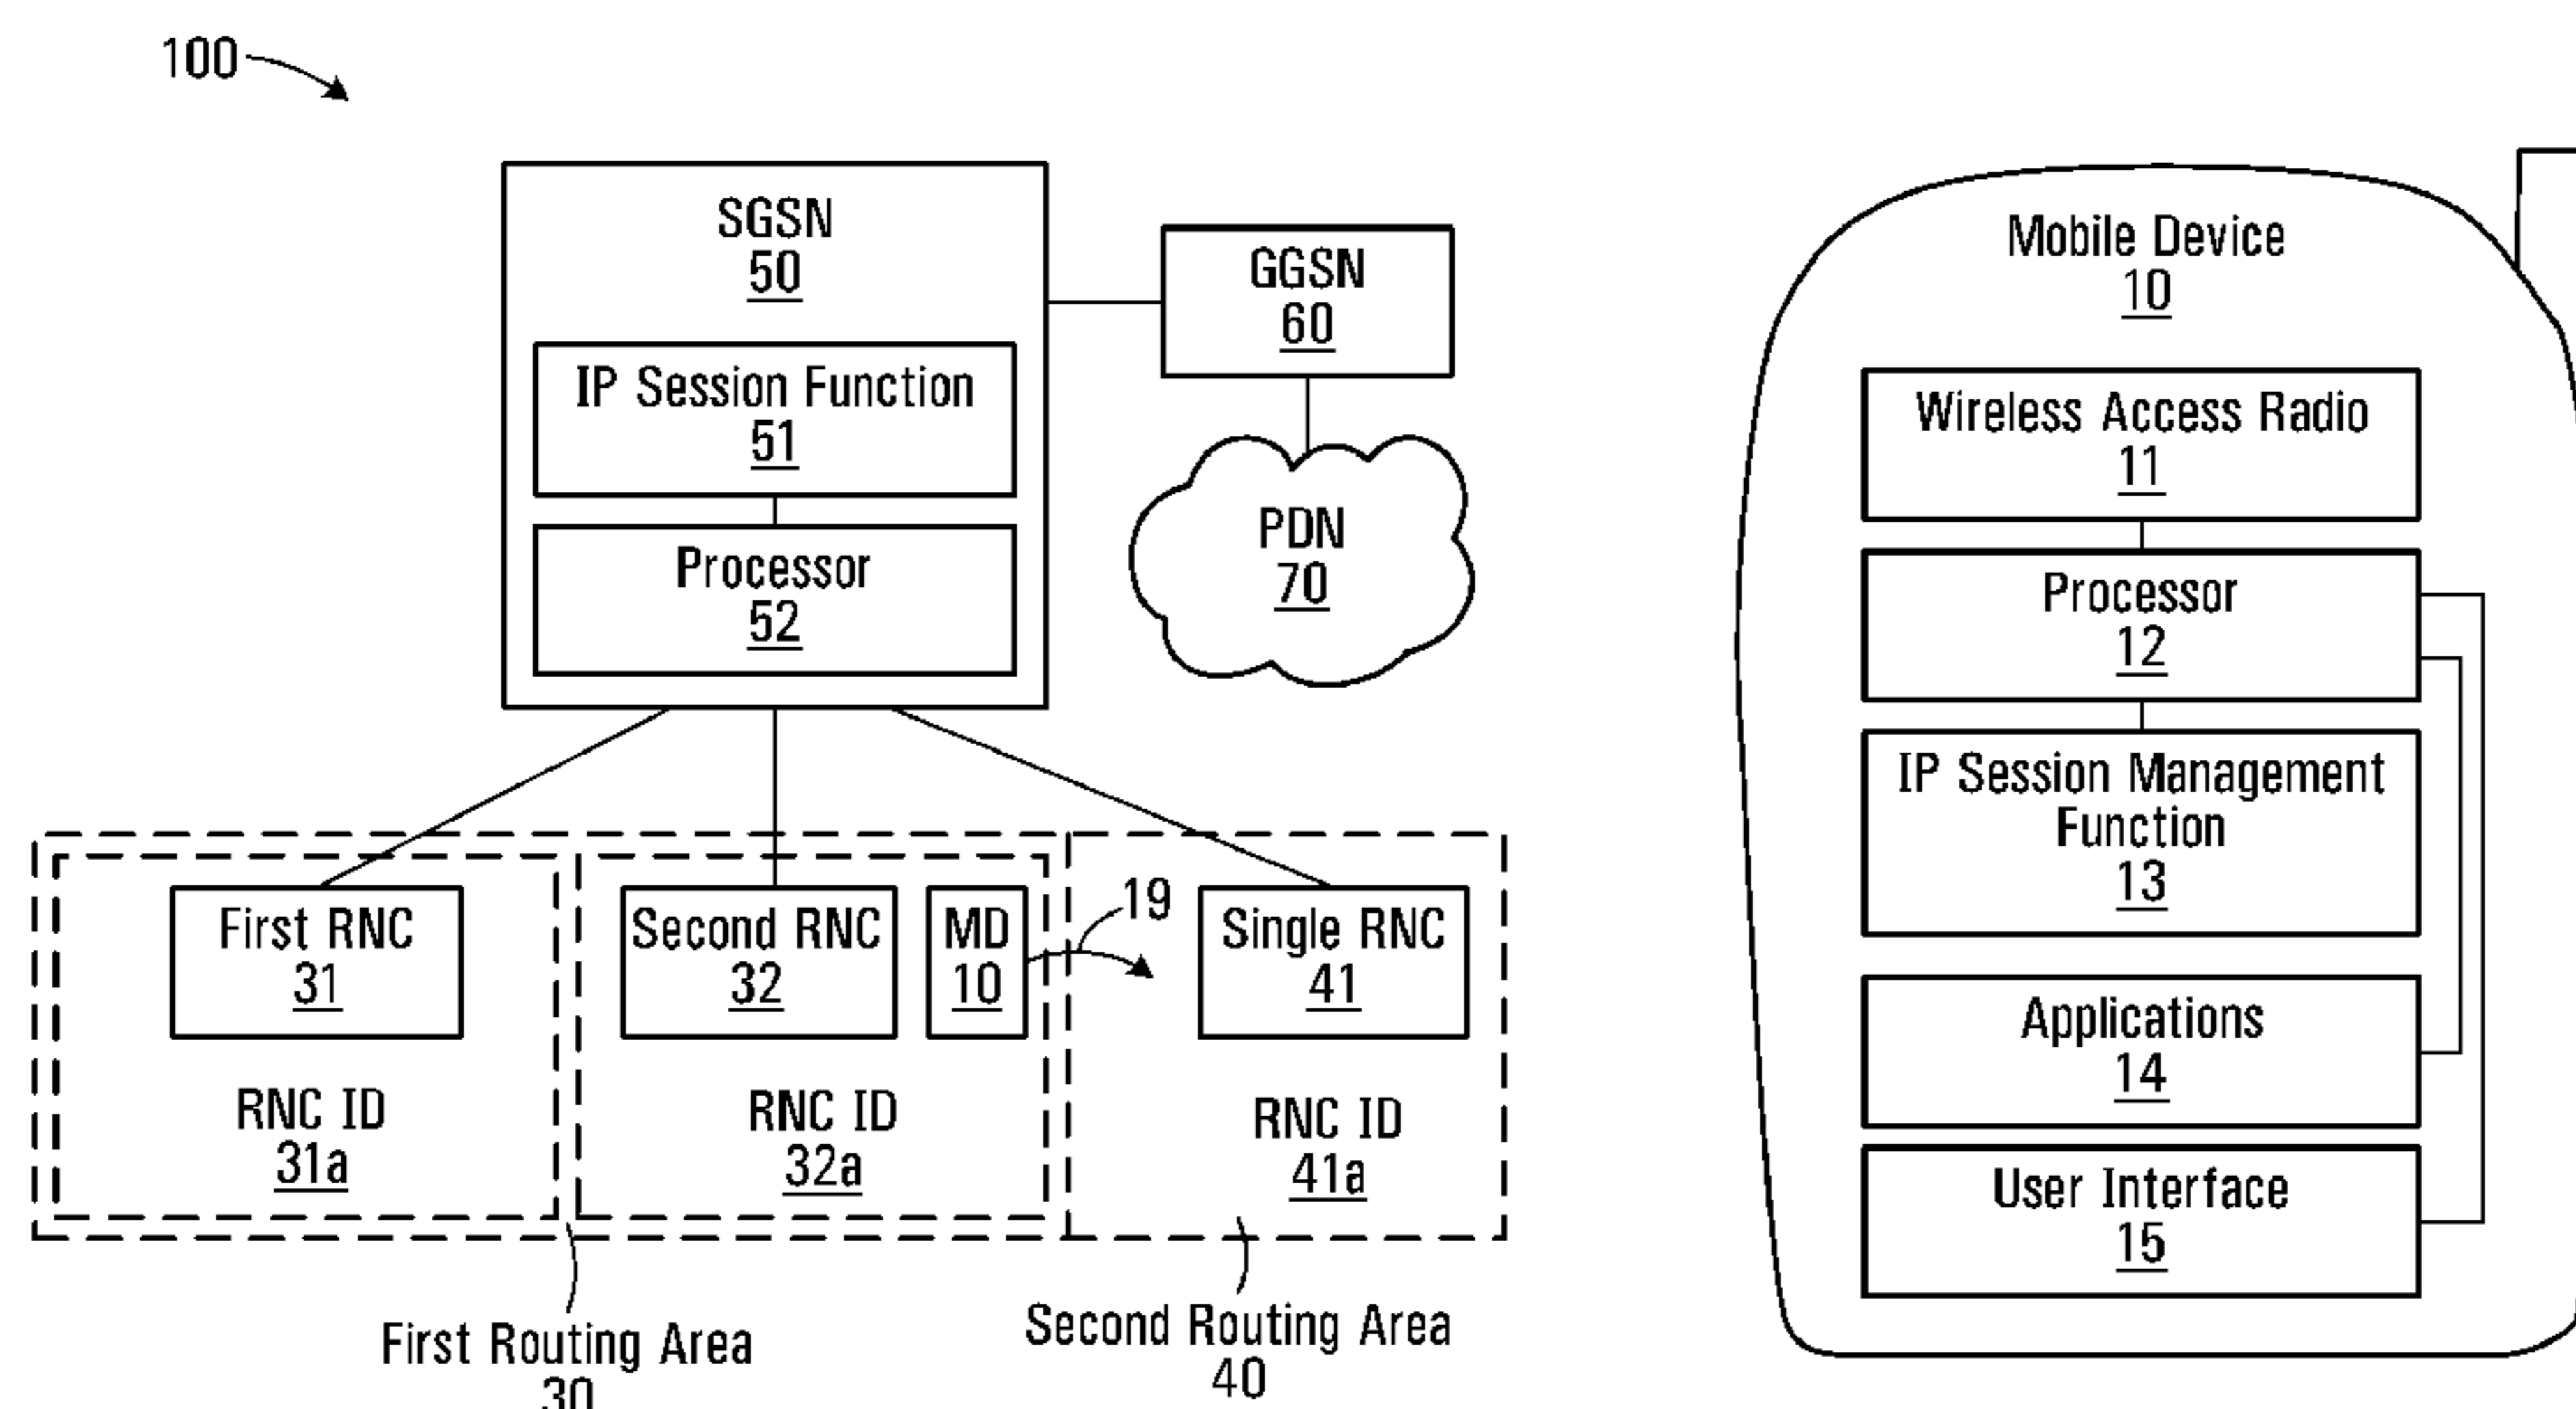 100
SGSN
50
IP Session Function
51
Processor
52
GGSN
60
PDN
70
First RNC
31
RNC ID
31a
Second RNC
32
MD
10
RNC ID
32a
19
Single RNC
41
RNC ID
41a
First Routing Area
30
Second Routing Area
40
Mobile Device
10
Wireless Access Radio
11
Processor
12
IP Session Management
Function
13
Applications
14
User Interface
15